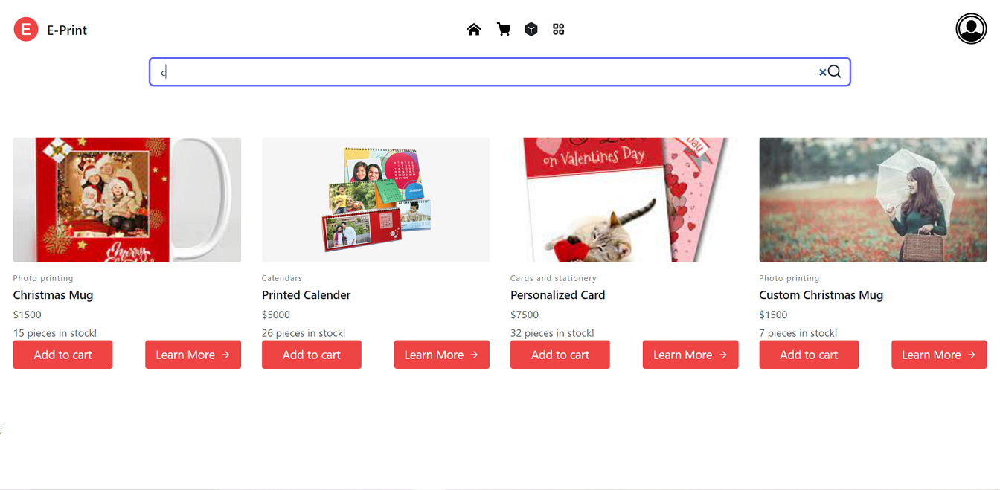 E E-Print
c
Merry
on Valentines Day
Day
Photo printing
Christmas Mug
$1500
15 pieces in stock!
Add to cart
Learn More →
Calendars
Printed Calender
$5000
26 pieces in stock!
Add to cart
Learn More →
Cards and stationery
Personalized Card
$7500
32 pieces in stock!
Add to cart
Learn More →
Photo printing
Custom Christmas Mug
$1500
7 pieces in stock!
Add to cart
Learn More →
;